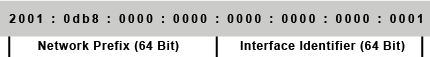 2001 : 0db8 : 0000 : 0000 : 0000 : 0000 : 0000 : 0001
Network Prefix (64 Bit) Interface Identifier (64 Bit)